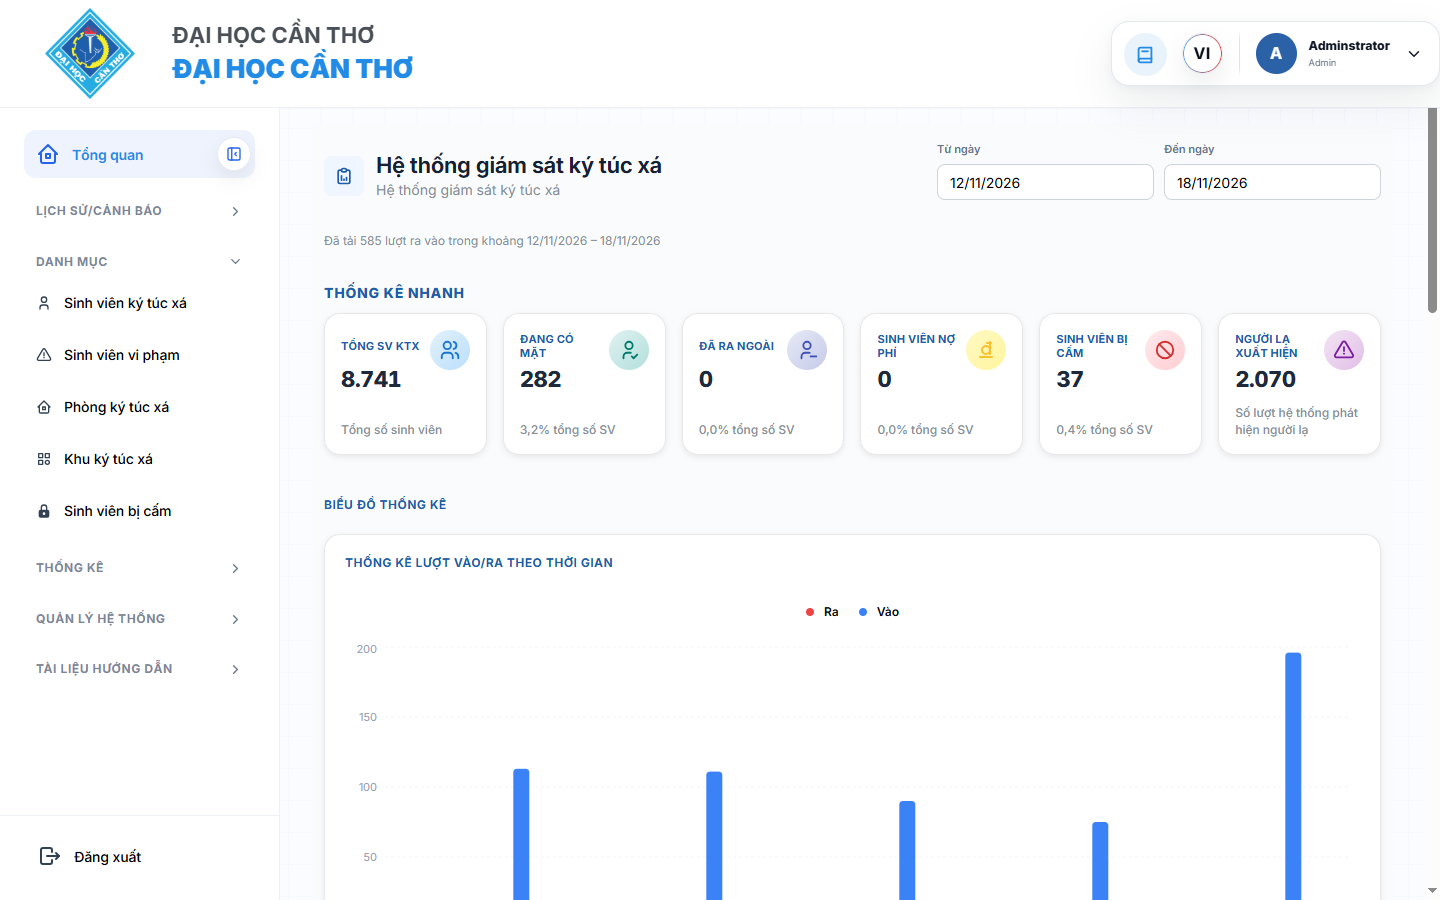 ĐẠI HỌC CẦN THƠ
ĐẠI HỌC CẦN THƠ
ĐẠI HỌC CẦN THƠ
VI
A
Adminstrator
Admin
Tổng quan
LỊCH SỬ/CẢNH BÁO
DANH MỤC
Sinh viên ký túc xá
Sinh viên vi phạm
Phòng ký túc xá
Khu ký túc xá
Sinh viên bị cấm
THỐNG KÊ
QUẢN LÝ HỆ THỐNG
TÀI LIỆU HƯỚNG DẪN
Đăng xuất
Hệ thống giám sát ký túc xá
Hệ thống giám sát ký túc xá
Từ ngày
12/11/2026
Đến ngày
18/11/2026
Đã tải 585 lượt ra vào trong khoảng 12/11/2026 – 18/11/2026
THỐNG KÊ NHANH
TỔNG SV KTX
8.741
Tổng số sinh viên
ĐANG CÓ
MẶT
282
3,2% tổng số SV
ĐÃ RA NGOÀI
0
0,0% tổng số SV
SINH VIÊN NỢ
PHÍ
0
0,0% tổng số SV
SINH VIÊN BỊ
CẤM
37
0,4% tổng số SV
NGƯỜI LẠ
XUẤT HIỆN
2.070
Số lượt hệ thống phát
hiện người lạ
BIỂU ĐỒ THỐNG KÊ
THỐNG KÊ LƯỢT VÀO/RA THEO THỜI GIAN
Ra
Vào
200
150
100
50